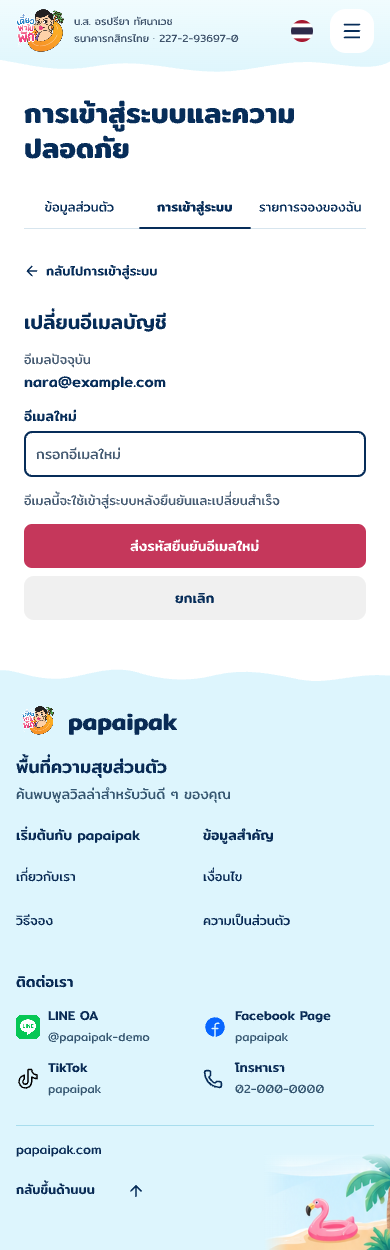 เที่ยว
พาม
พัก
น.ส. อรปรียา ทัศนาเวช
ธนาคารกสิกรไทย · 227-2-93697-0
การเข้าสู่ระบบและความ
ปลอดภัย
ข้อมูลส่วนตัว การเข้าสู่ระบบ รายการจองของฉัน
← กลับไปการเข้าสู่ระบบ
เปลี่ยนอีเมลบัญชี
อีเมลปัจจุบัน
nara@example.com
อีเมลใหม่
กรอกอีเมลใหม่
อีเมลนี้จะใช้เข้าสู่ระบบหลังยืนยันและเปลี่ยนสำเร็จ
ส่งรหัสยืนยันอีเมลใหม่
ยกเลิก
papaipak
พื้นที่ความสุขส่วนตัว
ค้นพบพูลวิลล่าสำหรับวันดี ๆ ของคุณ
เริ่มต้นกับ papaipak ข้อมูลสำคัญ
เกี่ยวกับเรา เงื่อนไข
วิธีจอง ความเป็นส่วนตัว
ติดต่อเรา
LINE
LINE OA Facebook Page
@papaipak-demo papaipak
TikTok โทรหาเรา
papaipak 02-000-0000
papaipak.com
กลับขึ้นด้านบน ↑